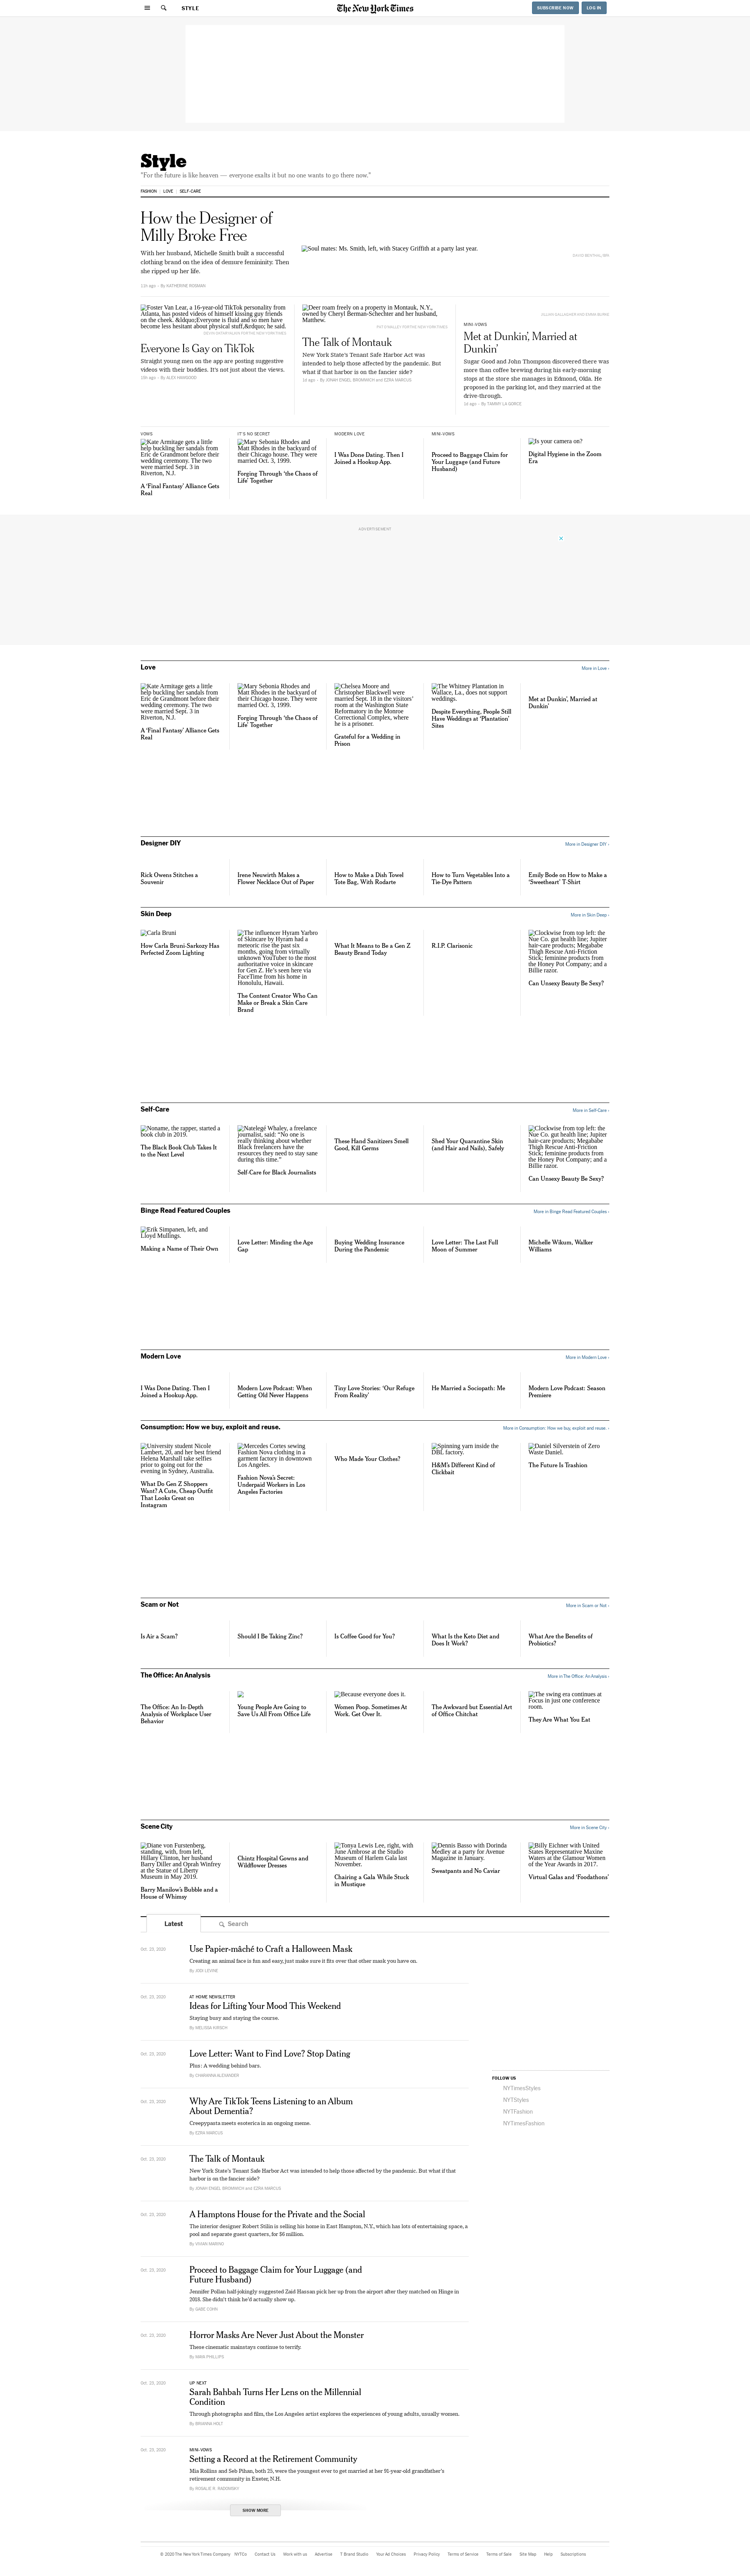 STYLE
The New York Times
SUBSCRIBE NOW
LOG IN
Style
"For the future is like heaven — everyone exalts it but no one wants to go there now."
FASHION
LOVE
SELF-CARE
How the Designer of
Milly Broke Free
With her husband, Michelle Smith built a successful
clothing brand on the idea of demure femininity. Then
she ripped up her life.
By KATHERINE ROSMAN
Soul mates: Ms. Smith, left, with Stacey Griffith at a party last year.
Foster Van Lear, a 16-year-old TikTok personality from
Atlanta, has posted videos of himself kissing guy friends
on the cheek. &ldquo;Everyone is fluid and so men have
become less hesitant about physical stuff,&rdquo; he said.
Everyone Is Gay on TikTok
Straight young men on the app are posting suggestive
videos with their buddies. It's not just about the views.
By ALEX HAWGOOD
Deer roam freely on a property in Montauk, N.Y.,
owned by Cheryl Berman-Schechter and her husband,
Matthew.
The Talk of Montauk
New York State's Tenant Safe Harbor Act was
intended to help those affected by the pandemic. But
what if that harbor is on the fancier side?
By JONAH ENGEL BROMWICH and EZRA MARCUS
MINI-VOWS
Met at Dunkin', Married at
Dunkin'
Sugar Good and John Thompson discovered there was
more than coffee brewing during his early-morning
stops at the store she manages in Edmond, Okla. He
proposed in the parking lot, and they married at the
drive-through.
By TAMMY LA GORCE
VOWS
Kate Armitage gets a little
help buckling her sandals from
Eric de Grandmont before their
wedding ceremony. The two
were married Sept. 3 in
Riverton, N.J.
A 'Final Fantasy' Alliance Gets
Real
IT'S NO SECRET
Mary Sebonia Rhodes and
Matt Rhodes in the backyard of
their Chicago house. They were
married Oct. 3, 1999.
Forging Through 'the Chaos of
Life' Together
MODERN LOVE
I Was Done Dating. Then I
Joined a Hookup App.
MINI-VOWS
Proceed to Baggage Claim for
Your Luggage (and Future
Husband)
Is your camera on?
Digital Hygiene in the Zoom
Era
ADVERTISEMENT
Love
More in Love ›
Kate Armitage gets a little
help buckling her sandals from
Eric de Grandmont before their
wedding ceremony. The two
were married Sept. 3 in
Riverton, N.J.
A 'Final Fantasy' Alliance Gets
Real
Mary Sebonia Rhodes and
Matt Rhodes in the backyard of
their Chicago house. They were
married Oct. 3, 1999.
Forging Through 'the Chaos of
Life' Together
Chelsea Moore and
Christopher Blackwell were
married Sept. 18 in the visitors'
room at the Washington State
Reformatory in the Monroe
Correctional Complex, where
he is a prisoner.
Grateful for a Wedding in
Prison
The Whitney Plantation in
Wallace, La., does not support
weddings.
Despite Everything, People Still
Have Weddings at 'Plantation'
Sites
Met at Dunkin', Married at
Dunkin'
Designer DIY
More in Designer DIY ›
Rick Owens Stitches a
Souvenir
Irene Neuwirth Makes a
Flower Necklace Out of Paper
How to Make a Dish Towel
Tote Bag, With Rodarte
How to Turn Vegetables Into a
Tie-Dye Pattern
Emily Bode on How to Make a
'Sweetheart' T-Shirt
Skin Deep
More in Skin Deep ›
Carla Bruni
How Carla Bruni-Sarkozy Has
Perfected Zoom Lighting
The influencer Hyram Yarbro
of Skincare by Hyram had a
meteoric rise the past six
months, going from virtually
unknown YouTuber to the most
authoritative voice in skincare
for Gen Z. He's seen here via
FaceTime from his home in
Honolulu, Hawaii.
The Content Creator Who Can
Make or Break a Skin Care
Brand
What It Means to Be a Gen Z
Beauty Brand Today
R.I.P. Clarisonic
Clockwise from top left: the
Nue Co. gut health line; Jupiter
hair-care products; Megababe
Thigh Rescue Anti-Friction
Stick; feminine products from
the Honey Pot Company; and a
Billie razor.
Can Unsexy Beauty Be Sexy?
Self-Care
More in Self-Care ›
Noname, the rapper, started a
book club in 2019.
The Black Book Club Takes It
to the Next Level
Natelegé Whaley, a freelance
journalist, said: "No one is
really thinking about whether
Black freelancers have the
resources they need to stay sane
during this time."
Self-Care for Black Journalists
These Hand Sanitizers Smell
Good, Kill Germs
Shed Your Quarantine Skin
(and Hair and Nails), Safely
Clockwise from top left: the
Nue Co. gut health line; Jupiter
hair-care products; Megababe
Thigh Rescue Anti-Friction
Stick; feminine products from
the Honey Pot Company; and a
Billie razor.
Can Unsexy Beauty Be Sexy?
Binge Read Featured Couples
More in Binge Read Featured Couples ›
Erik Simpanen, left, and
Lloyd Mullings.
Making a Name of Their Own
Love Letter: Minding the Age
Gap
Buying Wedding Insurance
During the Pandemic
Love Letter: The Last Full
Moon of Summer
Michelle Wikum, Walker
Williams
Modern Love
More in Modern Love ›
I Was Done Dating. Then I
Joined a Hookup App.
Modern Love Podcast: When
Getting Old Never Happens
Tiny Love Stories: 'Our Refuge
From Reality'
He Married a Sociopath: Me
Modern Love Podcast: Season
Premiere
Consumption: How we buy, exploit and reuse.
More in Consumption: How we buy, exploit and reuse. ›
University student Nicole
Lambert, 20, and her best friend
Helena Marshall take selfies
prior to going out for the
evening in Sydney, Australia.
What Do Gen Z Shoppers
Want? A Cute, Cheap Outfit
That Looks Great on
Instagram
Mercedes Cortes sewing
Fashion Nova clothing in a
garment factory in downtown
Los Angeles.
Fashion Nova's Secret:
Underpaid Workers in Los
Angeles Factories
Who Made Your Clothes?
Spinning yarn inside the
DBL factory.
H&M's Different Kind of
Clickbait
Daniel Silverstein of Zero
Waste Daniel.
The Future Is Trashion
Scam or Not
More in Scam or Not ›
Is Air a Scam?
Should I Be Taking Zinc?
Is Coffee Good for You?
What Is the Keto Diet and
Does It Work?
What Are the Benefits of
Probiotics?
The Office: An Analysis
More in The Office: An Analysis ›
The Office: An In-Depth
Analysis of Workplace User
Behavior
Young People Are Going to
Save Us All From Office Life
Because everyone does it.
Women Poop. Sometimes At
Work. Get Over It.
The Awkward but Essential Art
of Office Chitchat
The swing era continues at
Focus in just one conference
room.
They Are What You Eat
Scene City
More in Scene City ›
Diane von Furstenberg,
standing, with, from left,
Hillary Clinton, her husband
Barry Diller and Oprah Winfrey
at the Statue of Liberty
Museum in May 2019.
Barry Manilow's Bubble and a
House of Whimsy
Chintz Hospital Gowns and
Wildflower Dresses
Tonya Lewis Lee, right, with
June Ambrose at the Studio
Museum of Harlem Gala last
November.
Chairing a Gala While Stuck
in Mustique
Dennis Basso with Dorinda
Medley at a party for Avenue
Magazine in January.
Sweatpants and No Caviar
Billy Eichner with United
States Representative Maxine
Waters at the Glamour Women
of the Year Awards in 2017.
Virtual Galas and 'Foodathons'
Latest
Search
Oct. 23, 2020
Use Papier-mâché to Craft a Halloween Mask
Creating an animal face is fun and easy, just make sure it fits over that other mask you have on.
By JODI LEVINE
Oct. 23, 2020
AT HOME NEWSLETTER
Ideas for Lifting Your Mood This Weekend
Staying busy and staying the course.
By MELISSA KIRSCH
Oct. 23, 2020
Love Letter: Want to Find Love? Stop Dating
Plus: A wedding behind bars.
By CHARANNA ALEXANDER
Oct. 23, 2020
Why Are TikTok Teens Listening to an Album
About Dementia?
Creepypasta meets esoterica in an ongoing meme.
By EZRA MARCUS
Oct. 23, 2020
The Talk of Montauk
New York State's Tenant Safe Harbor Act was intended to help those affected by the pandemic. But what if that
harbor is on the fancier side?
By JONAH ENGEL BROMWICH and EZRA MARCUS
Oct. 23, 2020
A Hamptons House for the Private and the Social
The interior designer Robert Stilin is selling his home in East Hampton, N.Y., which has lots of entertaining space, a
pool and separate guest quarters, for $6 million.
By VIVIAN MARINO
Oct. 23, 2020
Proceed to Baggage Claim for Your Luggage (and
Future Husband)
Jennifer Pollan half-jokingly suggested Zaid Hassan pick her up from the airport after they matched on Hinge in
2018. She didn't think he'd actually show up.
By GABE COHN
Oct. 23, 2020
Horror Masks Are Never Just About the Monster
These cinematic mainstays continue to terrify.
By MAYA PHILLIPS
Oct. 23, 2020
UP NEXT
Sarah Bahbah Turns Her Lens on the Millennial
Condition
Through photographs and film, the Los Angeles artist explores the experiences of young adults, usually women.
By BRIANNA HOLT
Oct. 23, 2020
MINI-VOWS
Setting a Record at the Retirement Community
Mia Rollins and Seb Pihan, both 25, were the youngest ever to get married at her 91-year-old grandfather's
retirement community in Exeter, N.H.
By ROSALIE R. RADOMSKY
SHOW MORE
FOLLOW US
NYTimesStyles
NYTStyles
NYTFashion
NYTimesFashion
© 2020 The New York Times Company
NYTCo
Contact Us
Work with us
Advertise
T Brand Studio
Your Ad Choices
Privacy Policy
Terms of Service
Terms of Sale
Site Map
Help
Subscriptions